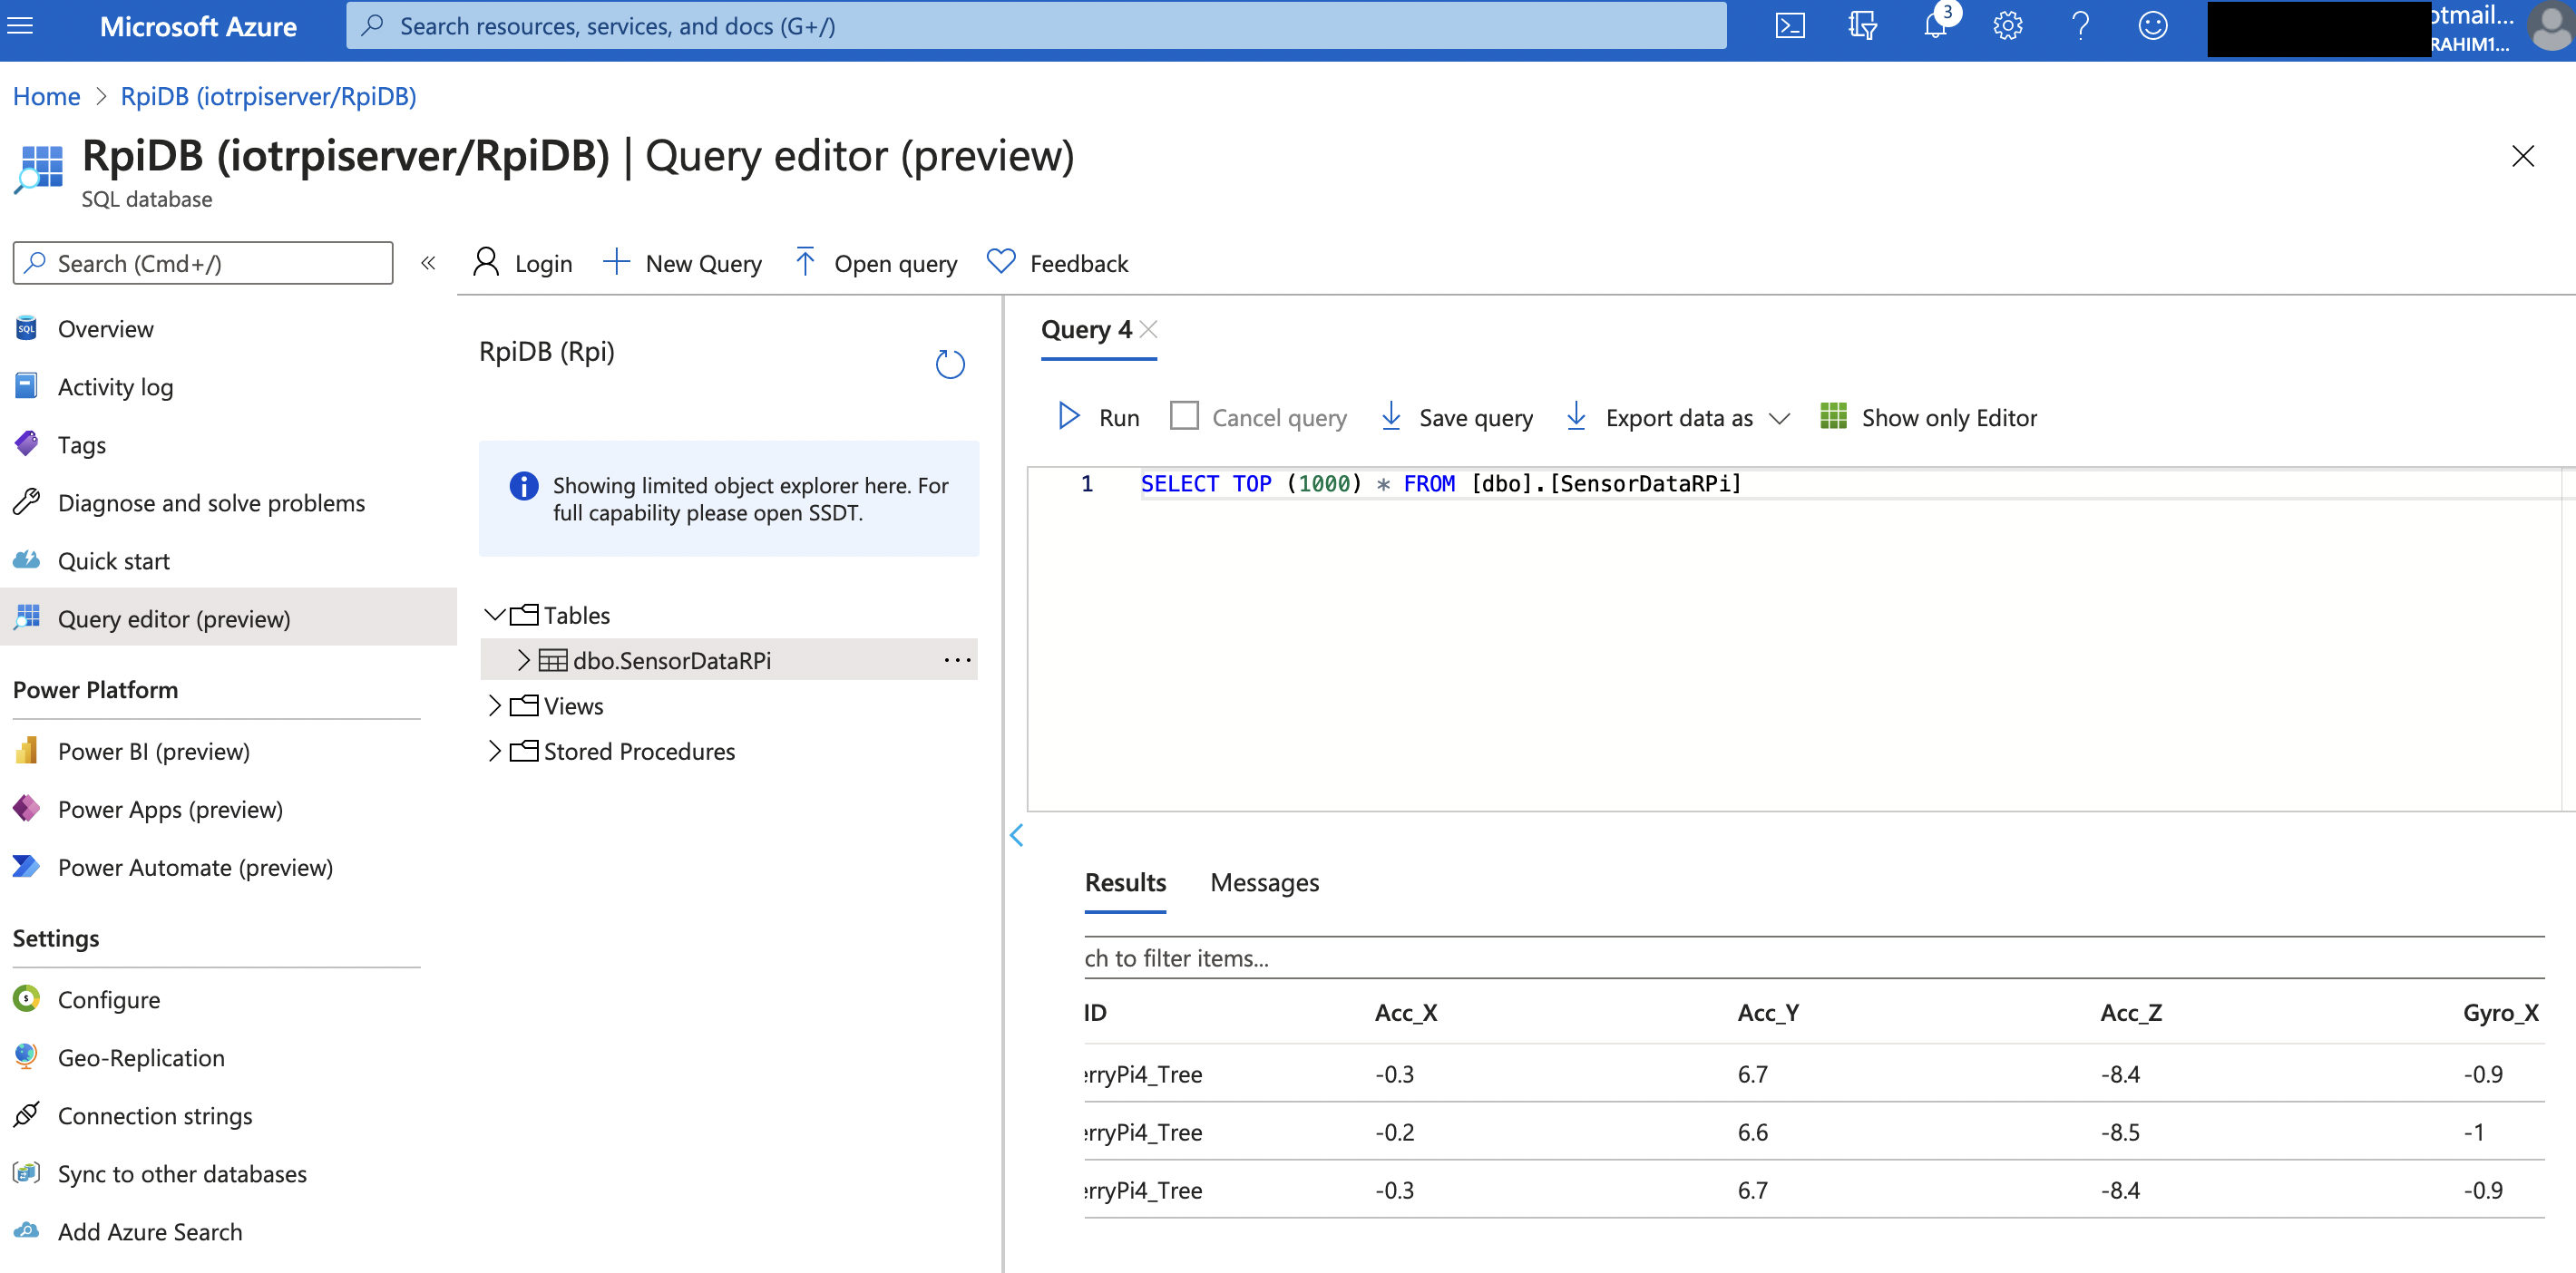 Microsoft Azure
Search resources, services, and docs (G+/)
3
otmail...
RAHIM1...
Home > RpiDB (iotrpiserver/RpiDB)
RpiDB (iotrpiserver/RpiDB) | Query editor (preview)
SQL database
Search (Cmd+/)
«
Login
New Query
Open query
Feedback
SQL
Overview
Activity log
Tags
Diagnose and solve problems
Quick start
Query editor (preview)
Power Platform
Power BI (preview)
Power Apps (preview)
Power Automate (preview)
Settings
Configure
Geo-Replication
Connection strings
Sync to other databases
Add Azure Search
RpiDB (Rpi)
Showing limited object explorer here. For
full capability please open SSDT.
Tables
dbo.SensorDataRPi ...
Views
Stored Procedures
Query 4
Run
Cancel query
Save query
Export data as
Show only Editor
1 SELECT TOP (1000) * FROM [dbo].[SensorDataRPi]
Results Messages
ch to filter items...
ID Acc_X Acc_Y Acc_Z Gyro_X
erryPi4_Tree -0.3 6.7 -8.4 -0.9
erryPi4_Tree -0.2 6.6 -8.5 -1
erryPi4_Tree -0.3 6.7 -8.4 -0.9